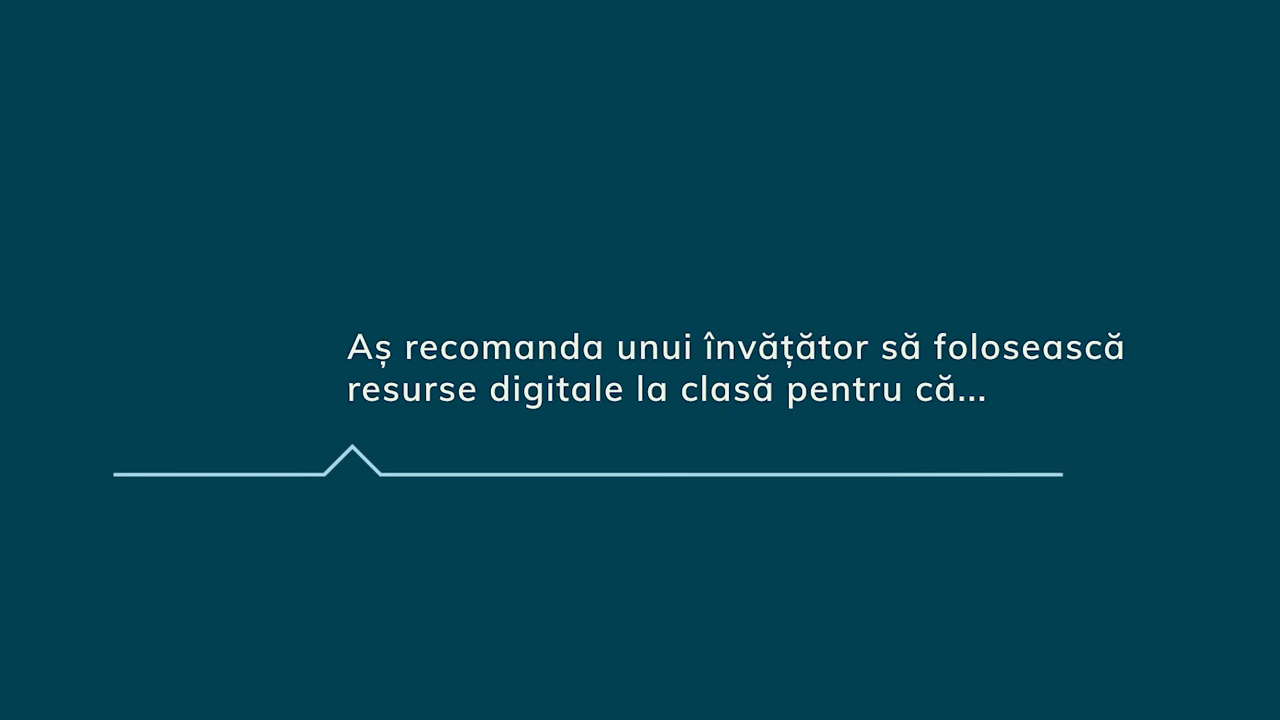 Aș recomanda unui învățător să folosească
resurse digitale la clasă pentru că...